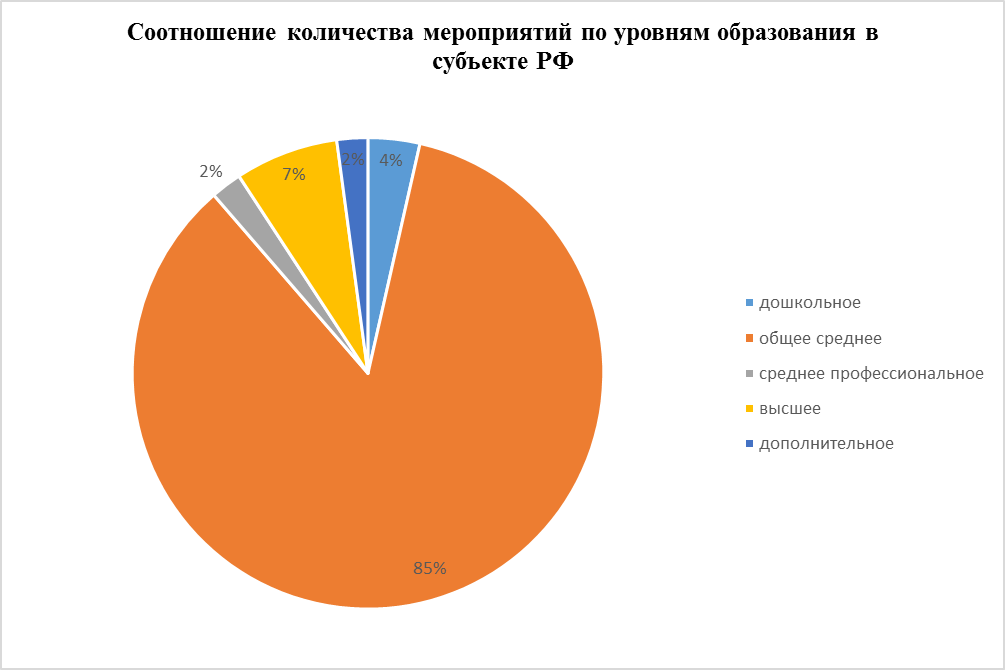 Соотношение количества мероприятий по уровням образования в
субъекте РФ
2%
7%
2%
4%
85%
дошкольное
общее среднее
среднее профессиональное
высшее
дополнительное